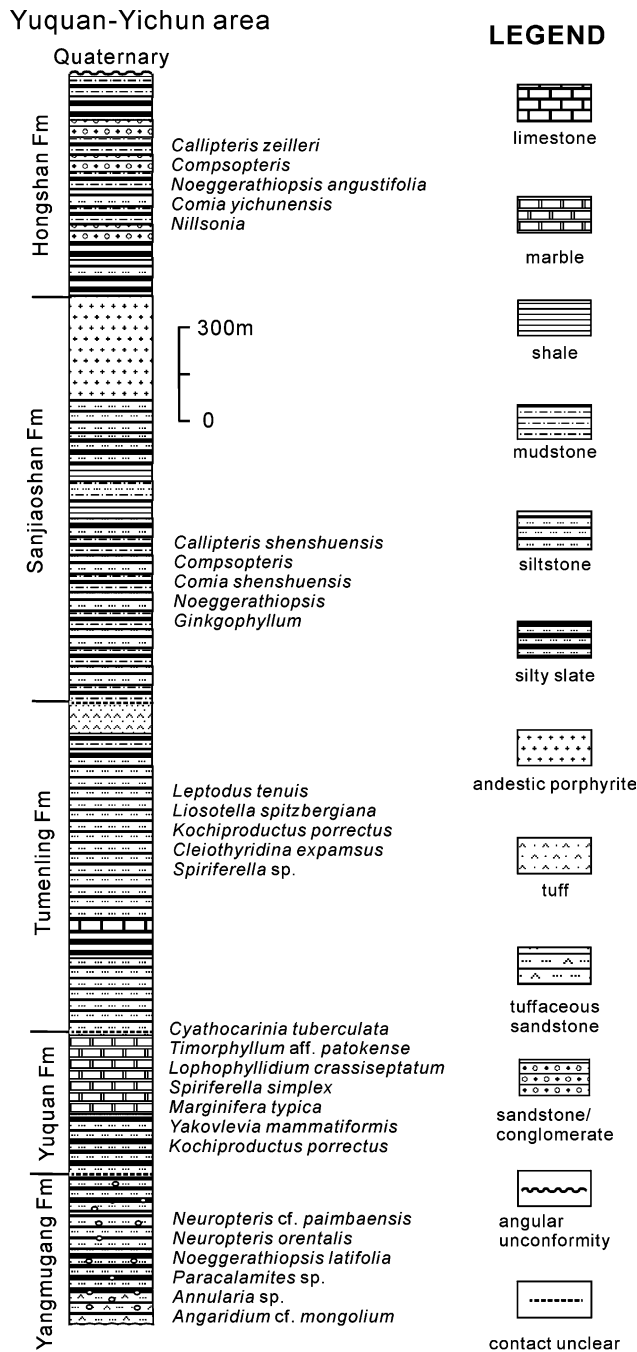 Yuquan-Yichun area
Quaternary
Hongshan Fm
Callipteris zeilleri
Compsopteris
Noeggerathiopsis angustifolia
Comia yichunensis
Nillsonia
300m
0
Sanjiaoshan Fm
Callipteris shenshuensis
Compsopteris
Comia shenshuensis
Noeggerathiopsis
Ginkgophyllum
Tumenling Fm
Leptodus tenuis
Liosotella spitzbergiana
Kochiproductus porrectus
Cleiothyridina expamsus
Spiriferella sp.
Yuquan Fm
Cyathocarinia tuberculata
Timorphyllum aff. patokense
Lophophyllidium crassiseptatum
Spiriferella simplex
Marginifera typica
Yakovlevia mammatiformis
Kochiproductus porrectus
Yangmugang Fm
Neuropteris cf. paimbaensis
Neuropteris orentalis
Noeggerathiopsis latifolia
Paracalamites sp.
Annularia sp.
Angaridium cf. mongolium
LEGEND
limestone
marble
shale
mudstone
siltstone
silty slate
andestic porphyrite
tuff
tuffaceous
sandstone
sandstone/
conglomerate
angular
unconformity
contact unclear